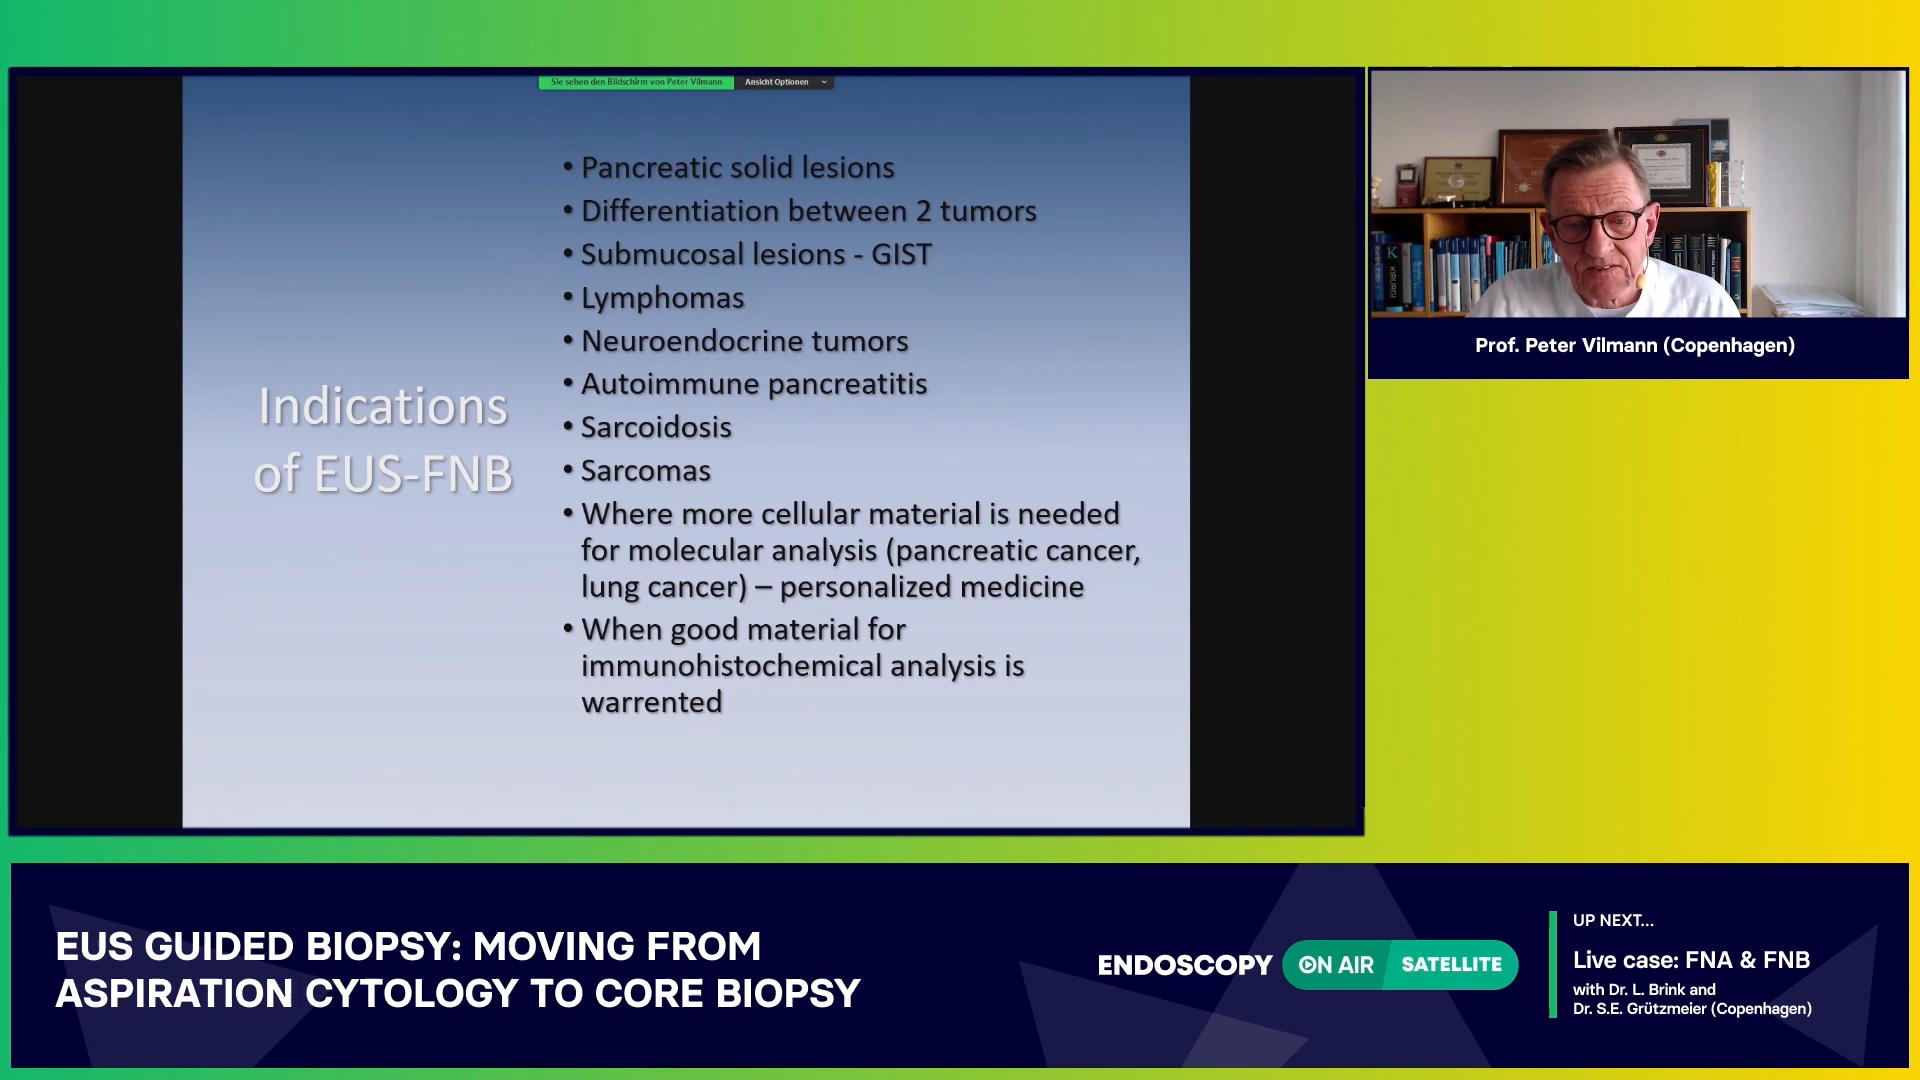 Sie sehen den Bildschirm von Peter Vilmann Ansicht Optionen
Indications
of EUS-FNB
• Pancreatic solid lesions
• Differentiation between 2 tumors
• Submucosal lesions - GIST
• Lymphomas
• Neuroendocrine tumors
• Autoimmune pancreatitis
• Sarcoidosis
• Sarcomas
• Where more cellular material is needed
for molecular analysis (pancreatic cancer,
lung cancer) – personalized medicine
• When good material for
immunohistochemical analysis is
warrented
KIRURGI
Prof. Peter Vilmann (Copenhagen)
EUS GUIDED BIOPSY: MOVING FROM
ASPIRATION CYTOLOGY TO CORE BIOPSY
ENDOSCOPY ON AIR SATELLITE
UP NEXT...
Live case: FNA & FNB
with Dr. L. Brink and
Dr. S.E. Grützmeier (Copenhagen)